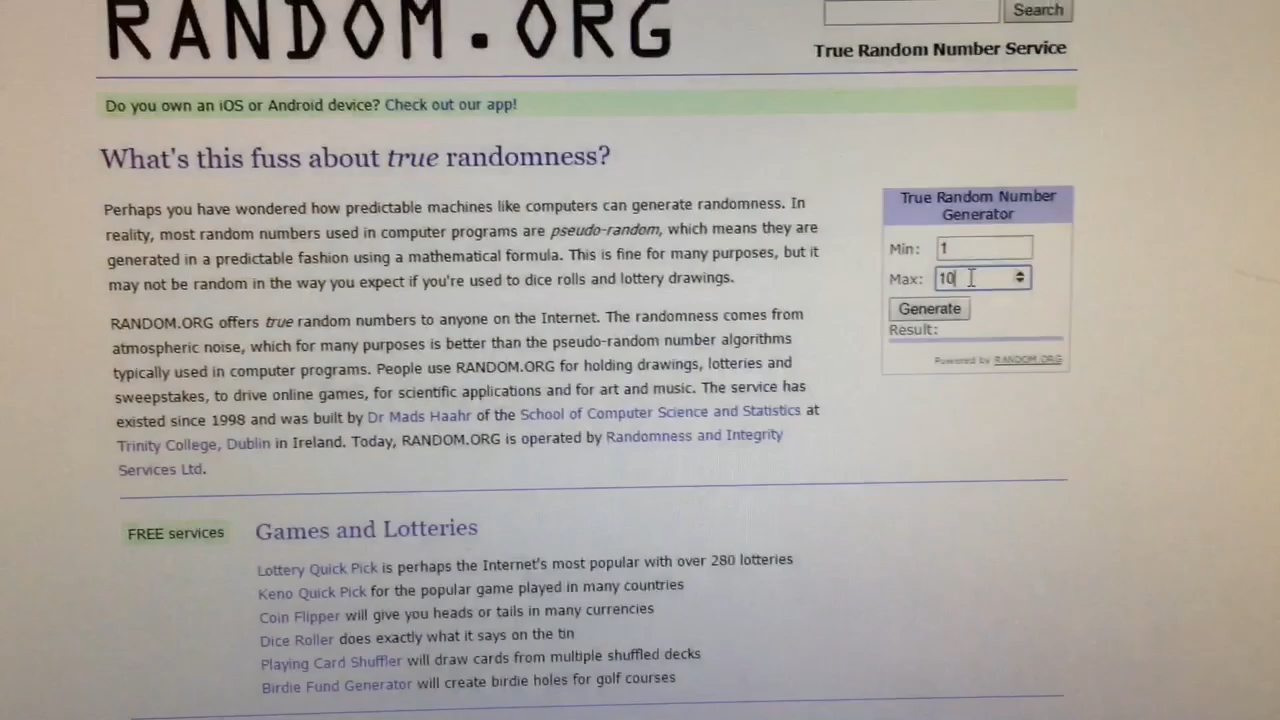 RANDOM.ORG
Search
True Random Number Service
Do you own an iOS or Android device? Check out our app!
What's this fuss about true randomness?
Perhaps you have wondered how predictable machines like computers can generate randomness. In
reality, most random numbers used in computer programs are pseudo-random, which means they are
generated in a predictable fashion using a mathematical formula. This is fine for many purposes, but it
may not be random in the way you expect if you're used to dice rolls and lottery drawings.
RANDOM.ORG offers true random numbers to anyone on the Internet. The randomness comes from
atmospheric noise, which for many purposes is better than the pseudo-random number algorithms
typically used in computer programs. People use RANDOM.ORG for holding drawings, lotteries and
sweepstakes, to drive online games, for scientific applications and for art and music. The service has
existed since 1998 and was built by Dr Mads Haahr of the School of Computer Science and Statistics at
Trinity College, Dublin in Ireland. Today, RANDOM.ORG is operated by Randomness and Integrity
Services Ltd.
True Random Number
Generator
Min: 1
Max: 10
Generate
Result:
Powered by RANDOM.ORG
FREE services
Games and Lotteries
Lottery Quick Pick is perhaps the Internet's most popular with over 280 lotteries
Keno Quick Pick for the popular game played in many countries
Coin Flipper will give you heads or tails in many currencies
Dice Roller does exactly what it says on the tin
Playing Card Shuffler will draw cards from multiple shuffled decks
Birdie Fund Generator will create birdie holes for golf courses